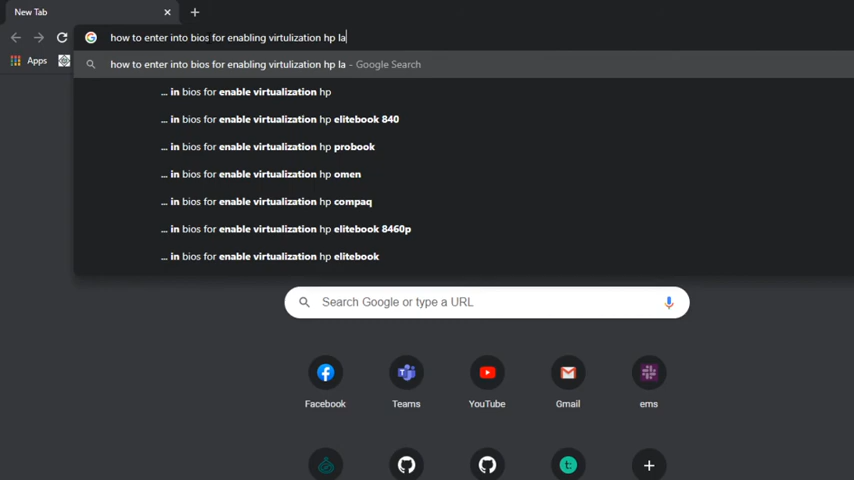 New Tab
how to enter into bios for enabling virtulization hp la
Apps
how to enter into bios for enabling virtulization hp la - Google Search
... in bios for enable virtualization hp
... in bios for enable virtualization hp elitebook 840
... in bios for enable virtualization hp probook
... in bios for enable virtualization hp omen
... in bios for enable virtualization hp compaq
... in bios for enable virtualization hp elitebook 8460p
... in bios for enable virtualization hp elitebook
Search Google or type a URL
Facebook Teams YouTube Gmail ems